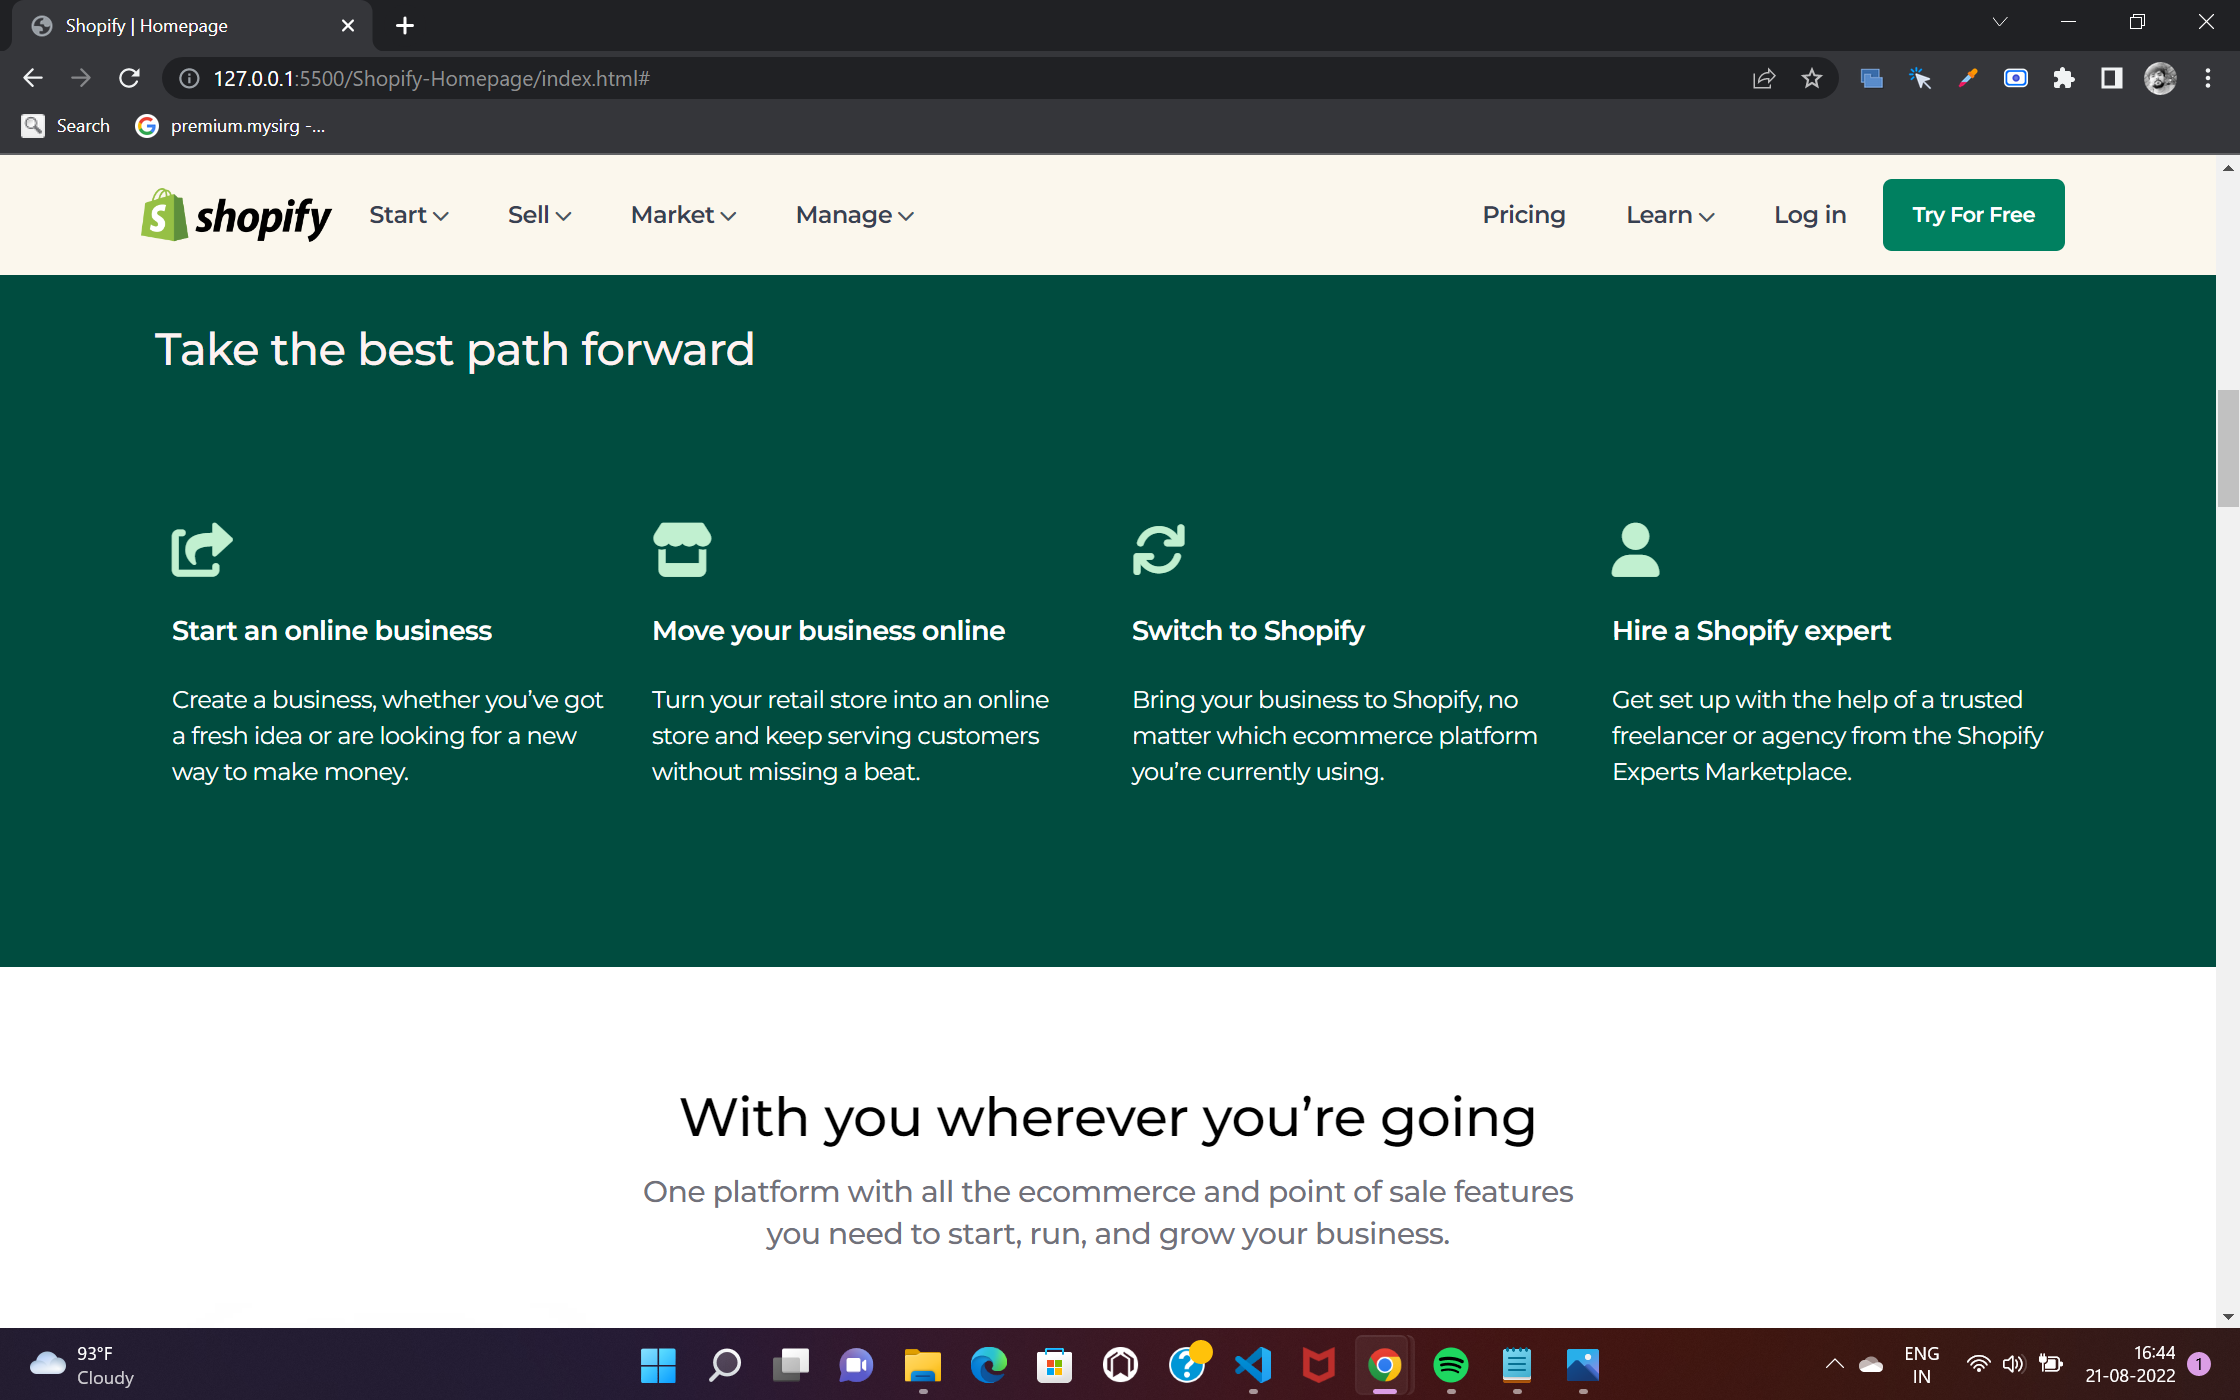 Shopify | Homepage
127.0.0.1:5500/Shopify-Homepage/index.html#
Search
premium.mysirg -...
shopify
Start
Sell
Market
Manage
Pricing
Learn
Log in
Try For Free
Take the best path forward
Start an online business
Create a business, whether you’ve got
a fresh idea or are looking for a new
way to make money.
Move your business online
Turn your retail store into an online
store and keep serving customers
without missing a beat.
Switch to Shopify
Bring your business to Shopify, no
matter which ecommerce platform
you’re currently using.
Hire a Shopify expert
Get set up with the help of a trusted
freelancer or agency from the Shopify
Experts Marketplace.
With you wherever you’re going
One platform with all the ecommerce and point of sale features
you need to start, run, and grow your business.
93°F
Cloudy
ENG
IN
16:44
21-08-2022
1